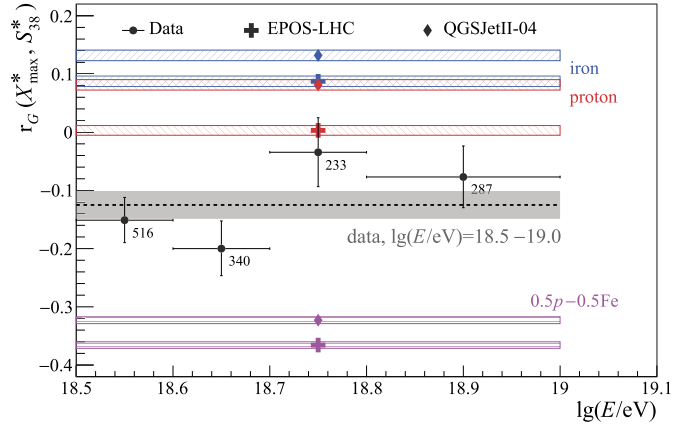 0.2
Data
EPOS-LHC
QGSJetII-04
iron
0.1
proton
0
233
287
−0.1
516
data, lg(E/eV)=18.5−19.0
−0.2
340
0.5p−0.5Fe
−0.3
−0.4
18.5 18.6 18.7 18.8 18.9 19 19.1
lg(E/eV)
r_G (X*_max, S*_38)